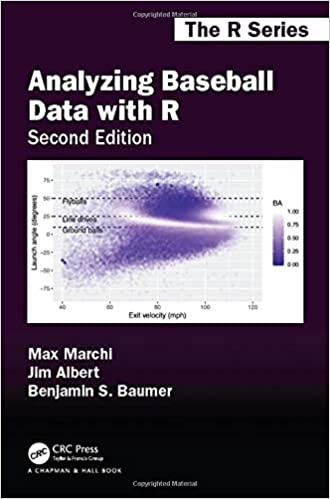 The R Series
Analyzing Baseball
Data with R
Second Edition
Launch angle (degrees)
75
50
25
0
-25
-50
-75
Flyballs
Line drives
Ground balls
40
60
80
100
120
Exit velocity (mph)
BA
1.00
0.75
0.50
0.25
0.00
Max Marchi
Jim Albert
Benjamin S. Baumer
CRC
CRC Press
Taylor & Francis Group
A CHAPMAN & HALL BOOK